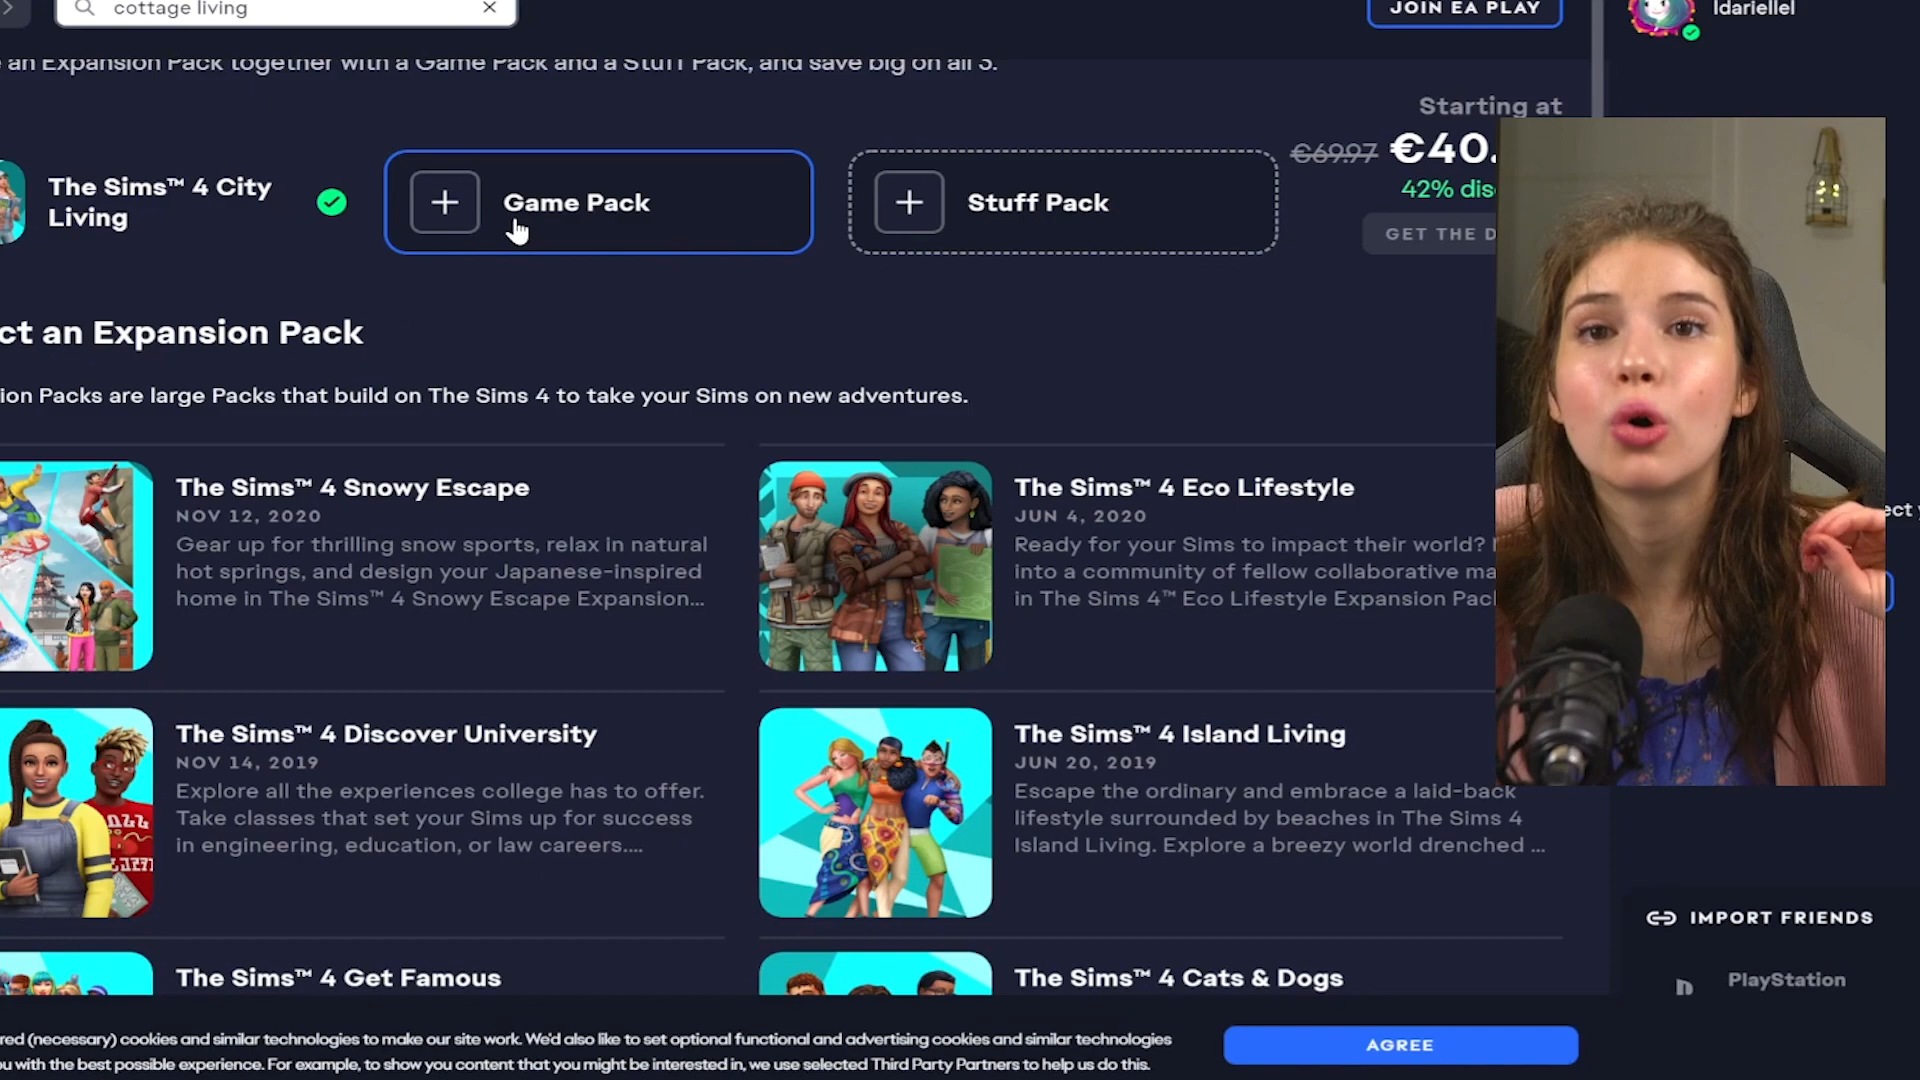 cottage living
JOIN EA PLAY
ldariellel
an Expansion Pack together with a Game Pack and a Stuff Pack, and save big on all 3.
Starting at
€69.97 €40.
42% dis
GET THE D
The Sims™ 4 City
Living
Game Pack
Stuff Pack
ct an Expansion Pack
ion Packs are large Packs that build on The Sims 4 to take your Sims on new adventures.
The Sims™ 4 Snowy Escape
NOV 12, 2020
Gear up for thrilling snow sports, relax in natural
hot springs, and design your Japanese-inspired
home in The Sims™ 4 Snowy Escape Expansion...
The Sims™ 4 Eco Lifestyle
JUN 4, 2020
Ready for your Sims to impact their world?
into a community of fellow collaborative ma
in The Sims 4™ Eco Lifestyle Expansion Pac
ect
The Sims™ 4 Discover University
NOV 14, 2019
Explore all the experiences college has to offer.
Take classes that set your Sims up for success
in engineering, education, or law careers....
The Sims™ 4 Island Living
JUN 20, 2019
Escape the ordinary and embrace a laid-back
lifestyle surrounded by beaches in The Sims 4
Island Living. Explore a breezy world drenched ...
The Sims™ 4 Get Famous
The Sims™ 4 Cats & Dogs
IMPORT FRIENDS
PlayStation
red (necessary) cookies and similar technologies to make our site work. We'd also like to set optional functional and advertising cookies and similar technologies
u with the best possible experience. For example, to show you content that you might be interested in, we use selected Third Party Partners to help us do this.
AGREE